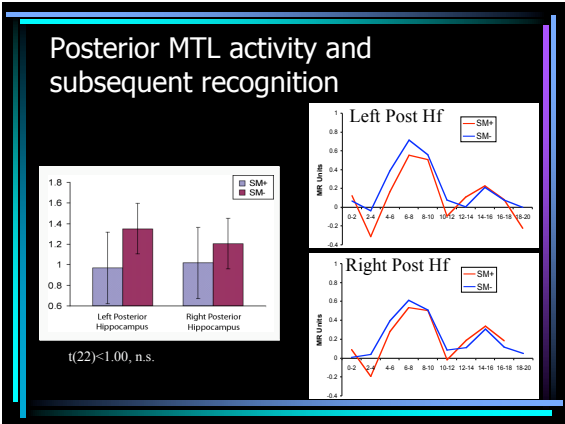 Posterior MTL activity and
subsequent recognition
Left Post Hf
SM+
SM-
MR Units
1
0.8
0.6
0.4
0.2
0
-0.2
-0.4
0-2 2-4 4-6 6-8 8-10 10-12 12-14 14-16 16-18 18-20
SM+
SM-
1.8
1.6
1.4
1.2
1
0.8
0.6
Left Posterior
Hippocampus
Right Posterior
Hippocampus
t(22)<1.00, n.s.
Right Post Hf
SM+
SM-
MR Units
1
0.8
0.6
0.4
0.2
0
-0.2
-0.4
0-2 2-4 4-6 6-8 8-10 10-12 12-14 14-16 16-18 18-20